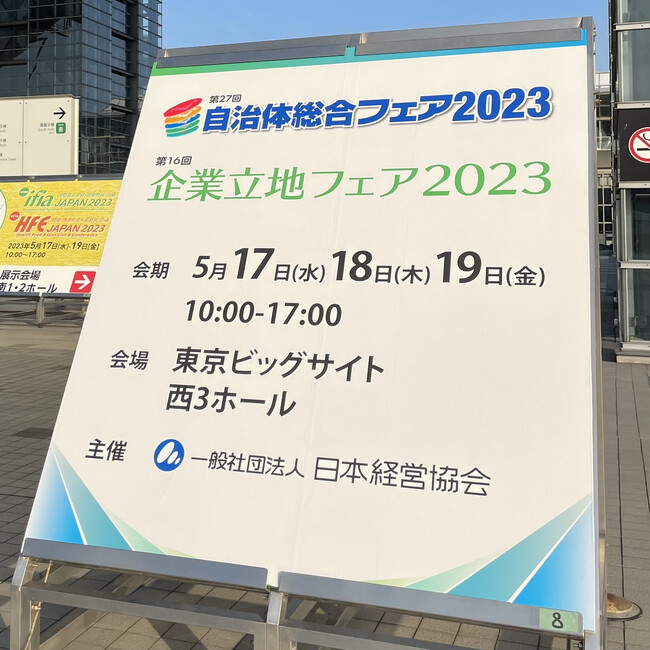 第27回
自治体総合フェア2023
第16回
企業立地フェア2023
会期 5月17日(水)18日(木)19日(金)
10:00-17:00
会場 東京ビッグサイト
西3ホール
主催 一般社団法人 日本経営協会
8
ifia
JAPAN 2023
HFE
JAPAN 2023
2023年5月17日(水)-19日(金)
10:00〜17:00
展示会場
南1・2ホール